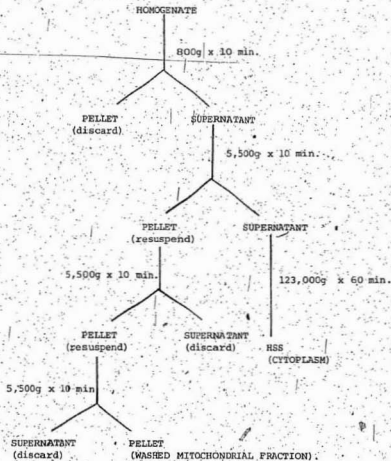 HOMOGENATE
800g x 10 min.
PELLET
(discard)
SUPERNATANT
5,500g x 10 min.
PELLET
(resuspend)
SUPERNATANT
5,500g x 10 min.
123,000g x 60 min.
PELLET
(resuspend)
SUPERNATANT
(discard)
HSS
(CYTOPLASM)
5,500g x 10 min
SUPERNATANT
(discard)
PELLET
(WASHED MITOCHONDRIAL FRACTION).